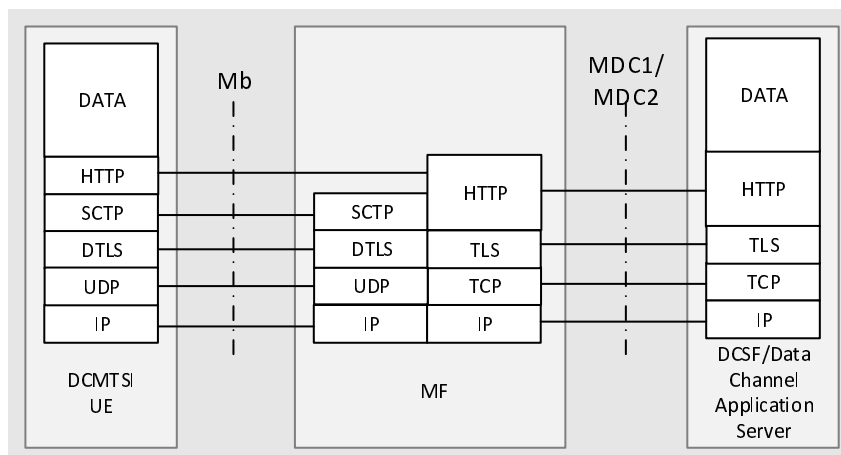 Mb
MDC1/
MDC2
DATA
HTTP
SCTP
DTLS
UDP
IP
DCMTSI
UE
SCTP
DTLS
UDP
IP
HTTP
TLS
TCP
IP
MF
DATA
HTTP
TLS
TCP
IP
DCSF/Data
Channel
Application
Server